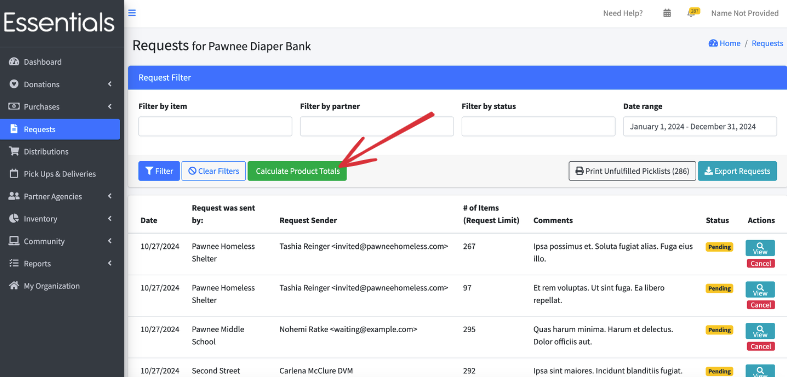 Essentials
Need Help?
287
Name Not Provided
Dashboard
Donations
Purchases
Requests
Distributions
Pick Ups & Deliveries
Partner Agencies
Inventory
Community
Reports
My Organization
Requests for Pawnee Diaper Bank
Home / Requests
Request Filter
Filter by item
Filter by partner
Filter by status
Date range
January 1, 2024 - December 31, 2024
Filter
Clear Filters
Calculate Product Totals
Print Unfulfilled Picklists (286)
Export Requests
Date
Request was sent
by:
Request Sender
# of Items
(Request Limit)
Comments
Status
Actions
10/27/2024
Pawnee Homeless
Shelter
Tashia Reinger <invited@pawneehomeless.com>
267
Ipsa possimus et. Soluta fugiat alias. Fuga eius
illo.
Pending
View
Cancel
10/27/2024
Pawnee Homeless
Shelter
Tashia Reinger <invited@pawneehomeless.com>
97
Et rem voluptas. Ut sint fuga. Ea libero
repellat.
Pending
View
Cancel
10/27/2024
Pawnee Middle
School
Nohemi Ratke <waiting@example.com>
295
Quas harum minima. Harum et delectus.
Dolor officiis aut.
Pending
View
Cancel
10/27/2024
Second Street
Carlena McClure DVM
292
Ipsa sint maiores. Incidunt blanditiis fugiat.
Pending
View